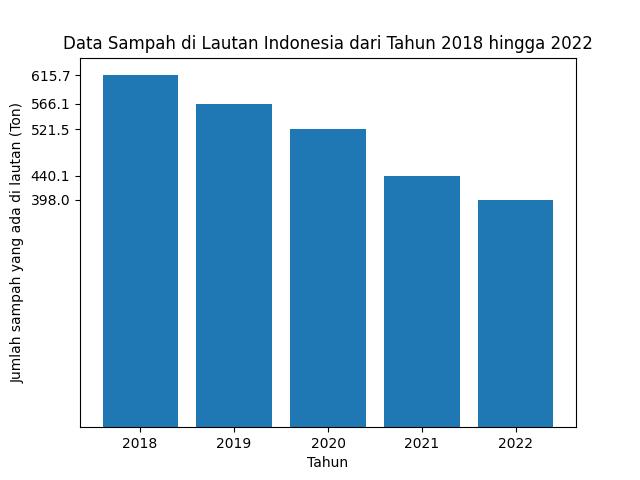 Data Sampah di Lautan Indonesia dari Tahun 2018 hingga 2022
Jumlah sampah yang ada di lautan (Ton)
615.7
566.1
521.5
440.1
398.0
2018 2019 2020 2021 2022
Tahun